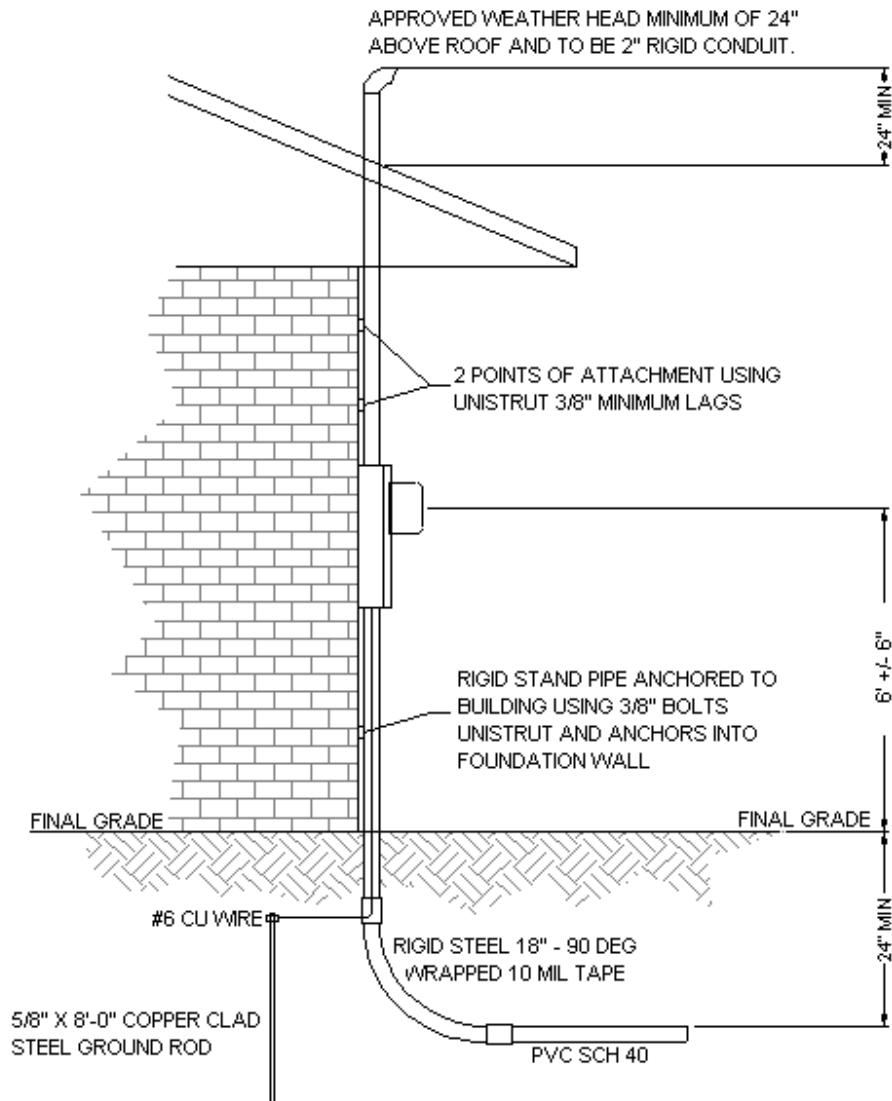 APPROVED WEATHER HEAD MINIMUM OF 24"
ABOVE ROOF AND TO BE 2" RIGID CONDUIT.
24" MIN
2 POINTS OF ATTACHMENT USING
UNISTRUT 3/8" MINIMUM LAGS
6' +/- 6"
RIGID STAND PIPE ANCHORED TO
BUILDING USING 3/8" BOLTS
UNISTRUT AND ANCHORS INTO
FOUNDATION WALL
FINAL GRADE
FINAL GRADE
24" MIN
#6 CU WIRE
RIGID STEEL 18" - 90 DEG
WRAPPED 10 MIL TAPE
5/8" X 8'-0" COPPER CLAD
STEEL GROUND ROD
PVC SCH 40